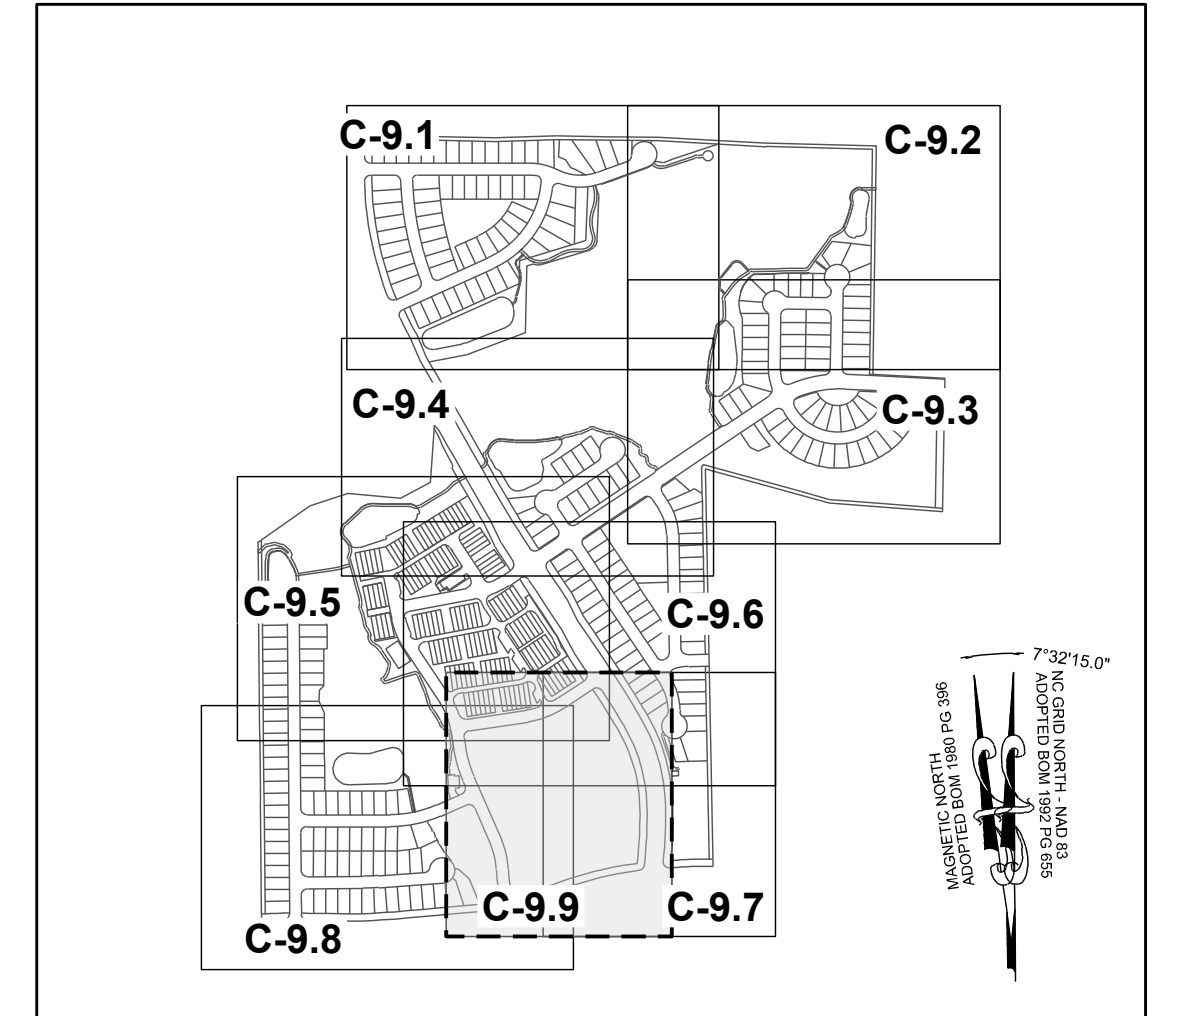 C-9.1
C-9.2
C-9.4
C-9.3
C-9.5
C-9.6
C-9.9
C-9.7
C-9.8
7°32'15.0"
MAGNETIC NORTH
ADOPTED BOM 1980 PG 396
NC GRID NORTH - NAD 83
ADOPTED BOM 1992 PG 655